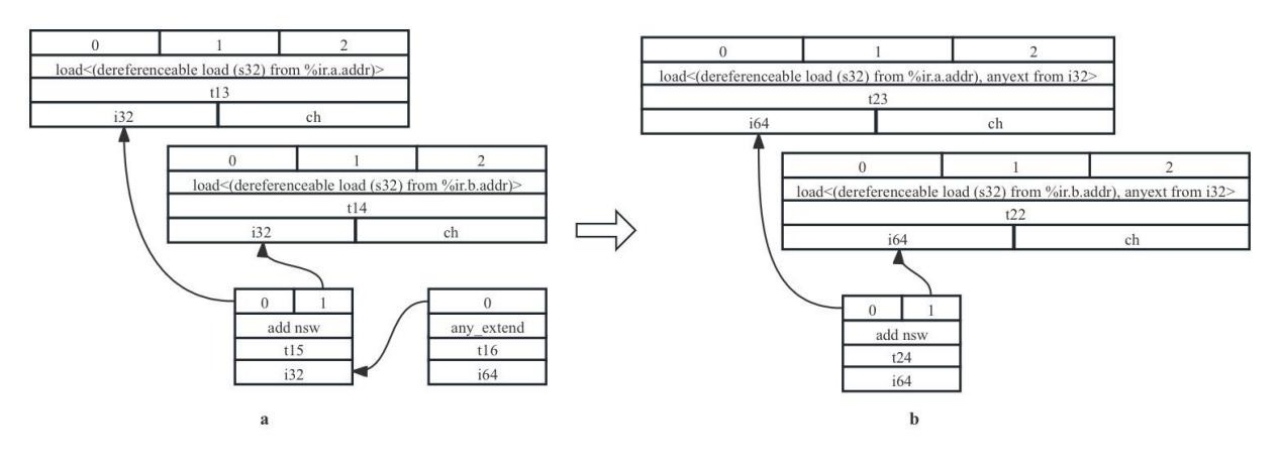 0 1 2
load<(dereferenceable load (s32) from %ir.a.addr)>
t13
i32 ch
0 1 2
load<(dereferenceable load (s32) from %ir.b.addr)>
t14
i32 ch
0 1
add nsw
t15
i32
0
any_extend
t16
i64
a
0 1 2
load<(dereferenceable load (s32) from %ir.a.addr), anyext from i32>
t23
i64 ch
0 1 2
load<(dereferenceable load (s32) from %ir.b.addr), anyext from i32>
t22
i64 ch
0 1
add nsw
t24
i64
b